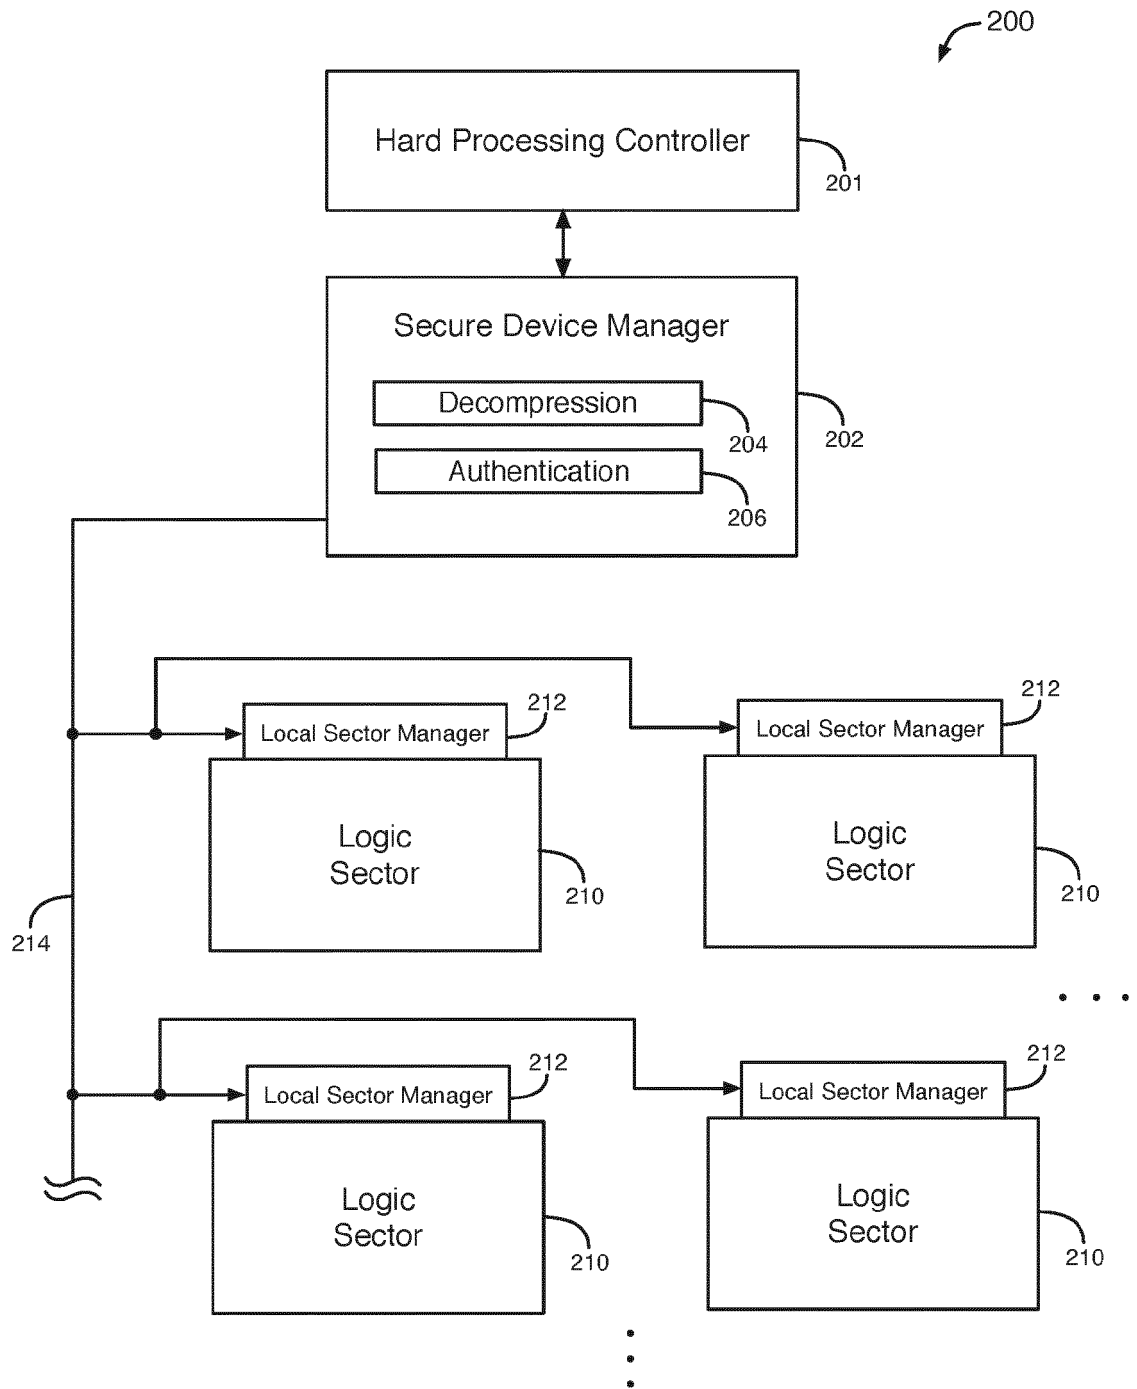 200
Hard Processing Controller
201
Secure Device Manager
Decompression
204
202
Authentication
206
212
Local Sector Manager
212
Local Sector Manager
Logic
Sector
210
Logic
Sector
210
214
212
Local Sector Manager
212
Local Sector Manager
Logic
Sector
210
Logic
Sector
210